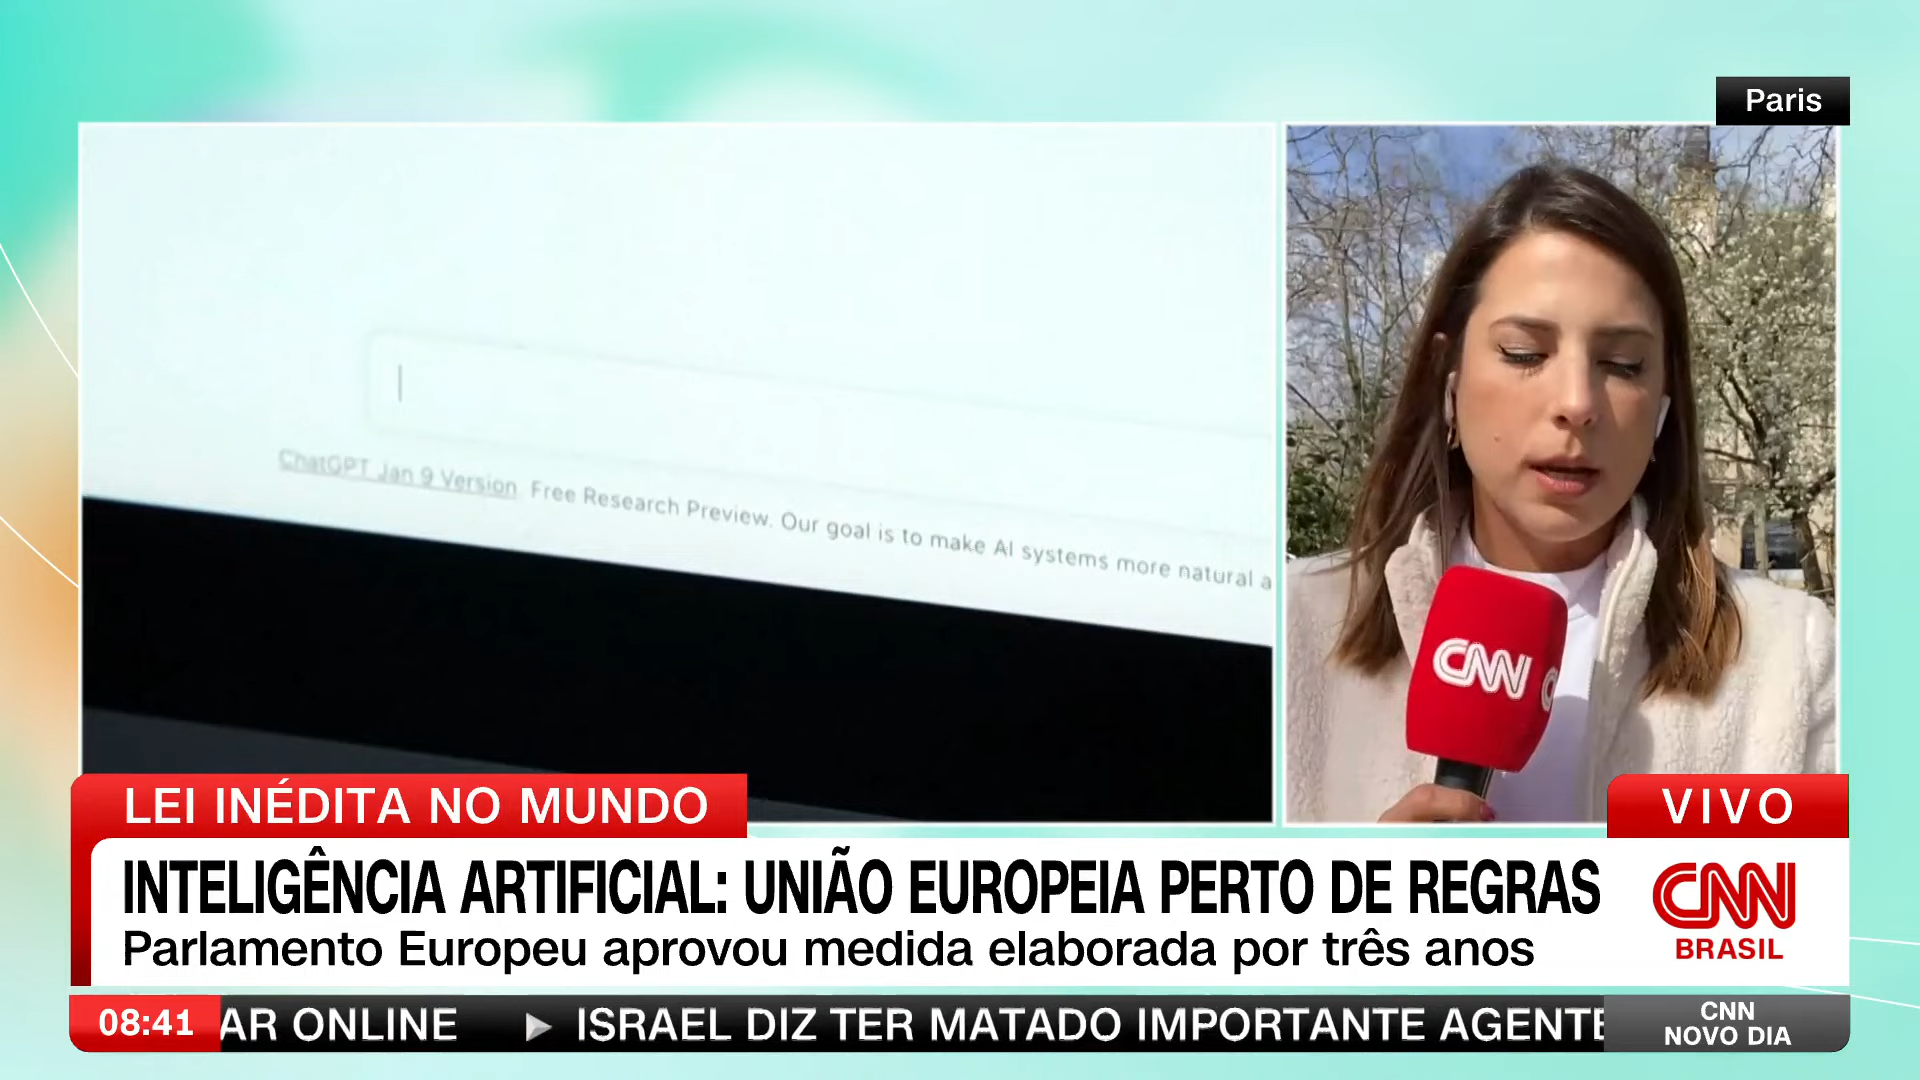 Paris
ChatGPT Jan 9 Version. Free Research Preview. Our goal is to make AI systems more natural a
CNN
LEI INÉDITA NO MUNDO
VIVO
INTELIGÊNCIA ARTIFICIAL: UNIÃO EUROPEIA PERTO DE REGRAS
Parlamento Europeu aprovou medida elaborada por três anos
CNN
BRASIL
08:41
AR ONLINE ISRAEL DIZ TER MATADO IMPORTANTE AGENTE
CNN
NOVO DIA